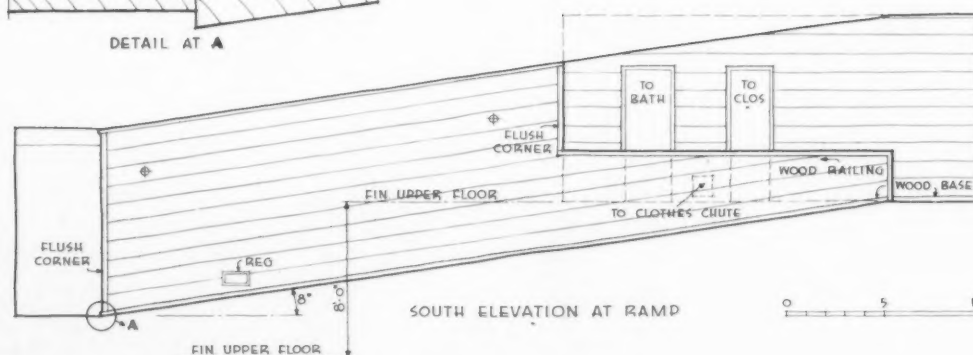 DETAIL AT A
TO
BATH
TO
CLOS
FLUSH
CORNER
WOOD RAILING
FIN UPPER FLOOR
WOOD BASE
TO CLOTHES CHUTE
FLUSH
CORNER
REG
8"
8'-0"
A
SOUTH ELEVATION AT RAMP
0 5
FIN UPPER FLOOR